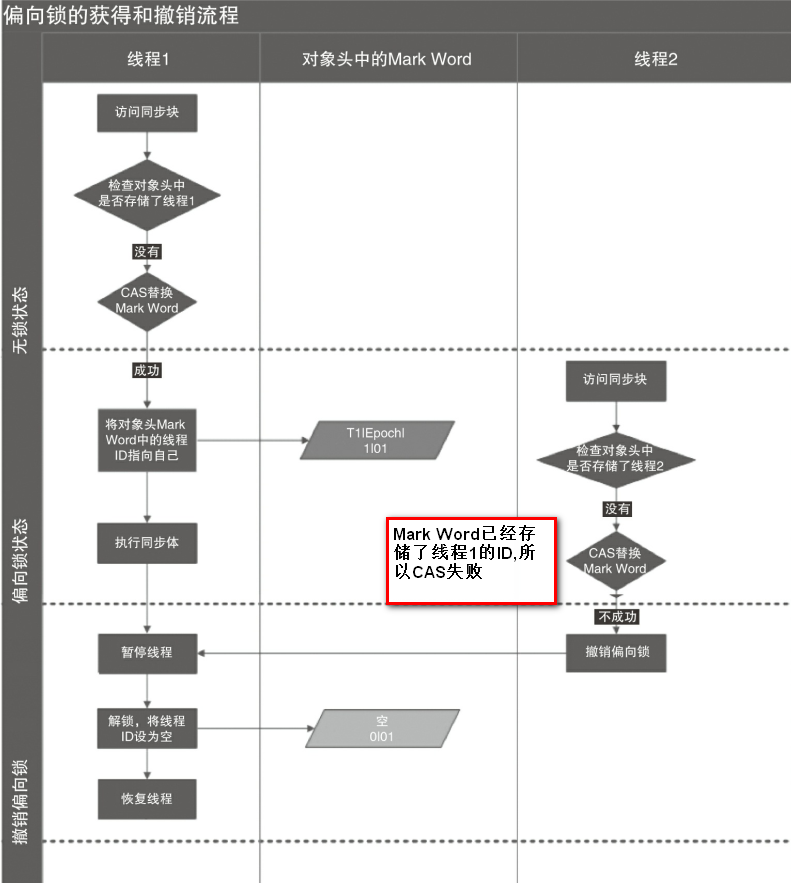 偏向锁的获得和撤销流程
线程1
对象头中的Mark Word
线程2
无锁状态
访问同步块
检查对象头中
是否存储了线程1
没有
CAS替换
Mark Word
偏向锁状态
成功
将对象头Mark
Word中的线程
ID指向自己
T1|Epoch|
1|01
执行同步体
访问同步块
检查对象头中
是否存储了线程2
没有
CAS替换
Mark Word
Mark Word已经存
储了线程1的ID,所
以CAS失败
撤销偏向锁
不成功
撤销偏向锁
暂停线程
解锁，将线程
ID设为空
空
0|01
恢复线程